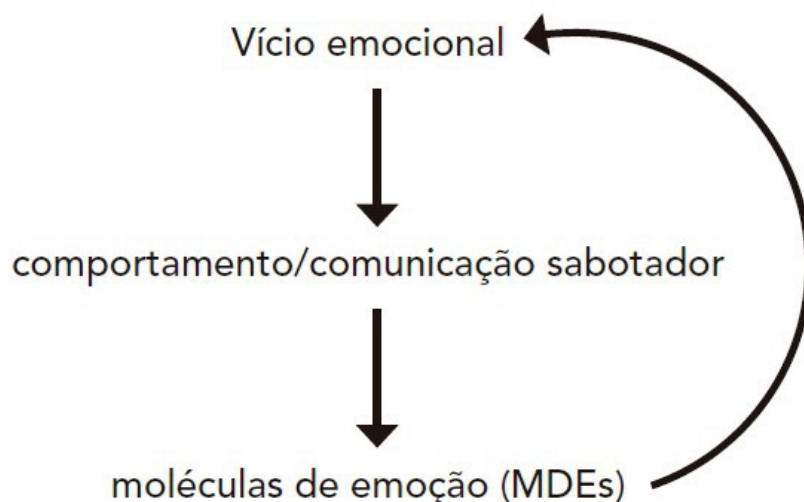 Vício emocional
comportamento/comunicação sabotador
moléculas de emoção (MDEs)